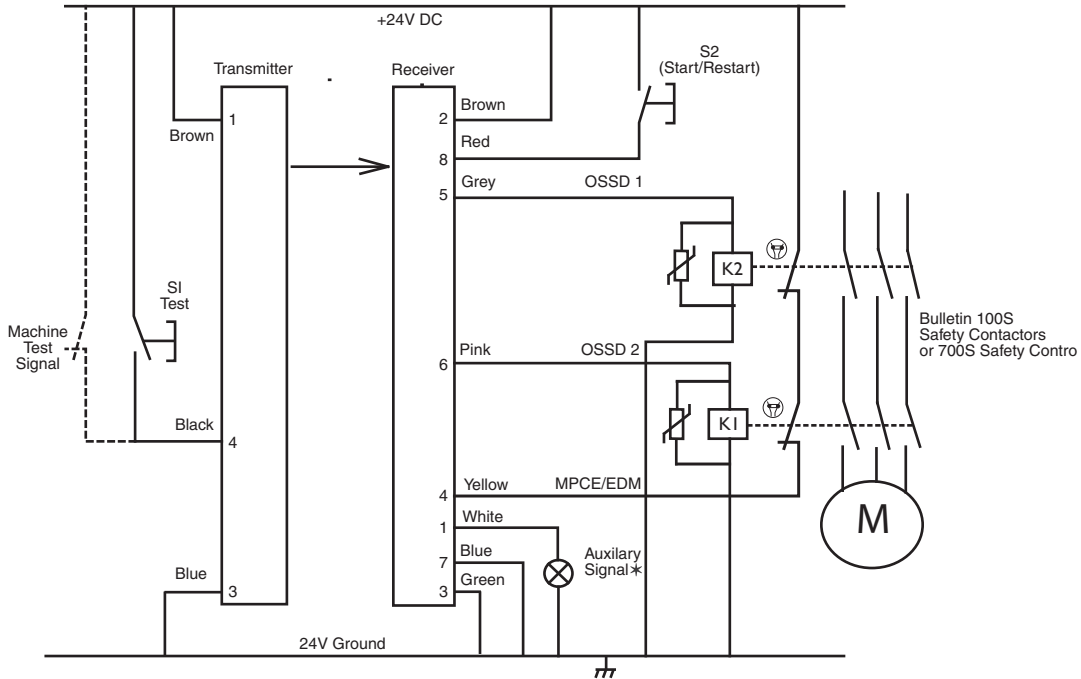 +24V DC
S2
(Start/Restart)
Transmitter
Receiver
1
Brown
2
Brown
8
Red
5
Grey
OSSD 1
K2
SI
Test
Machine
Test
Signal
Bulletin 100S
Safety Contactors
or 700S Safety Contro
6
Pink
OSSD 2
K1
Black
4
4
Yellow
MPCE/EDM
M
1
White
7
Blue
Auxilary
Signal*
3
Green
Blue
3
24V Ground